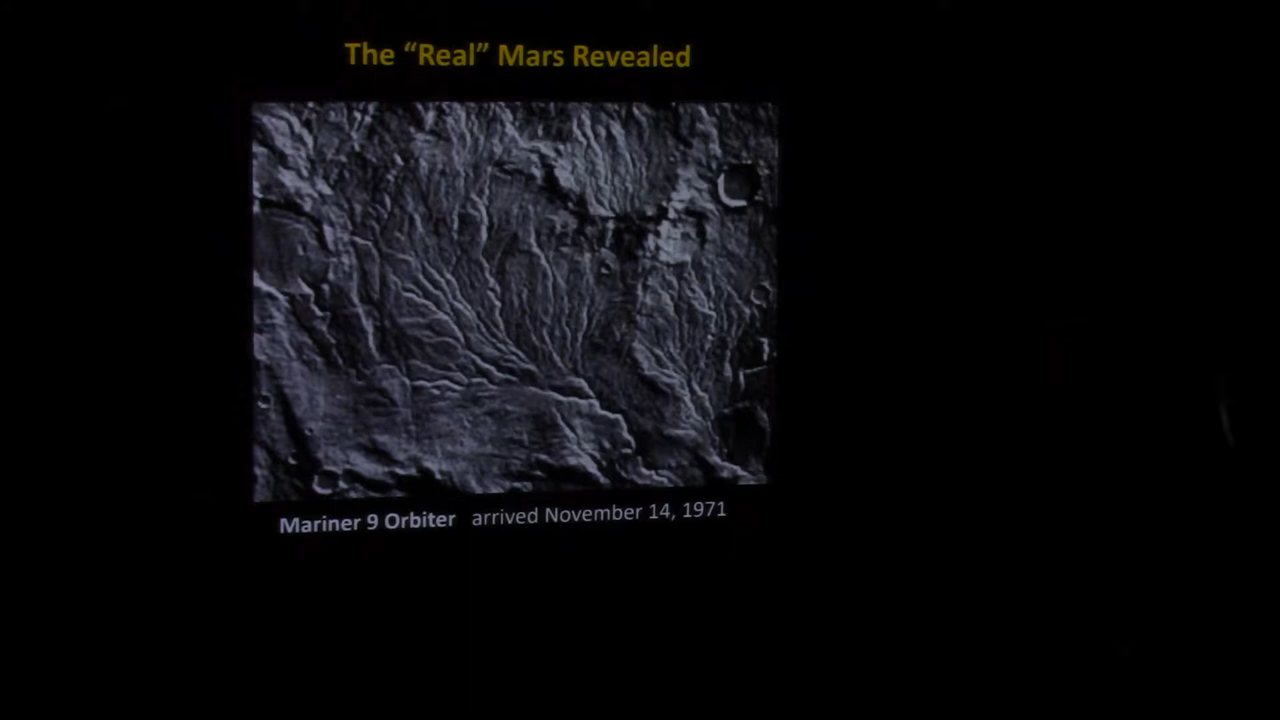 The “Real” Mars Revealed
Mariner 9 Orbiter arrived November 14, 1971